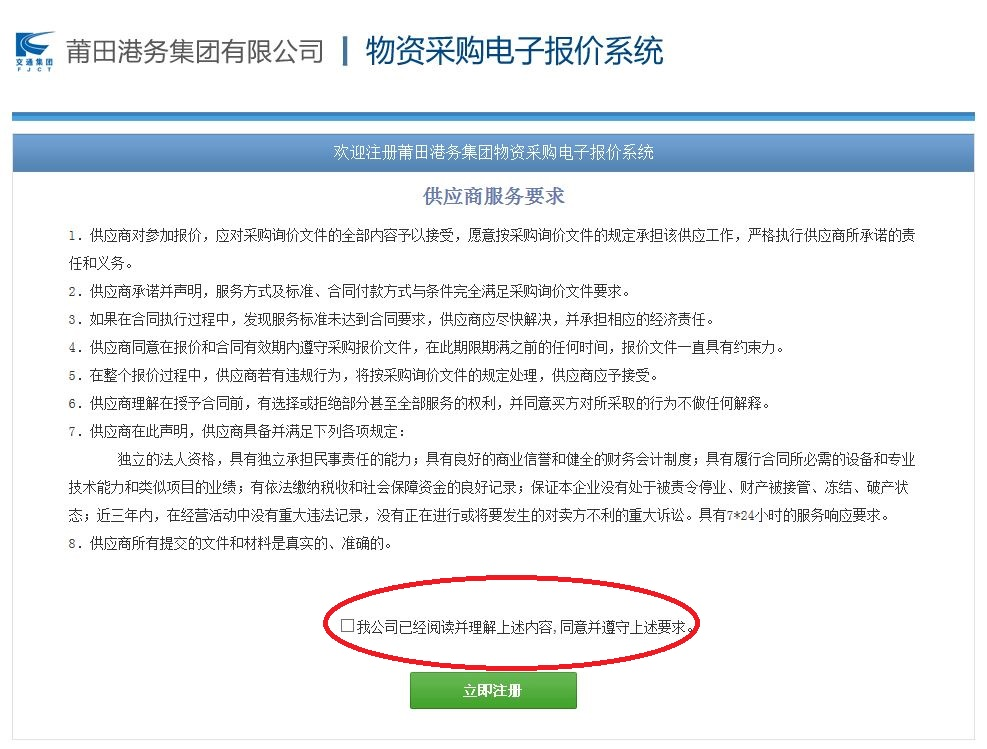 交通集团
FJCT
莆田港务集团有限公司 | 物资采购电子报价系统
欢迎注册莆田港务集团物资采购电子报价系统
供应商服务要求
1. 供应商对参加报价，应对采购询价文件的全部内容予以接受，愿意按采购询价文件的规定承担该供应工作，严格执行供应商所承诺的责
任和义务。
2. 供应商承诺并声明，服务方式及标准、合同付款方式与条件完全满足采购询价文件要求。
3. 如果在合同执行过程中，发现服务标准未达到合同要求，供应商应尽快解决，并承担相应的经济责任。
4. 供应商同意在报价和合同有效期内遵守采购报价文件，在此期限期满之前的任何时间，报价文件一直具有约束力。
5. 在整个报价过程中，供应商若有违规行为，将按采购询价文件的规定处理，供应商应予接受。
6. 供应商理解在授予合同前，有选择或拒绝部分甚至全部服务的权利，并同意买方对所采取的行为不做任何解释。
7. 供应商在此声明，供应商具备并满足下列各项规定：
独立的法人资格，具有独立承担民事责任的能力；具有良好的商业信誉和健全的财务会计制度；具有履行合同所必需的设备和专业
技术能力和类似项目的业绩；有依法缴纳税收和社会保障资金的良好记录；保证本企业没有处于被责令停业、财产被接管、冻结、破产状
态；近三年内，在经营活动中没有重大违法记录，没有正在进行或将要发生的对卖方不利的重大诉讼。具有7*24小时的服务响应要求。
8. 供应商所有提交的文件和材料是真实的、准确的。
我公司已经阅读并理解上述内容,同意并遵守上述要求。
立即注册